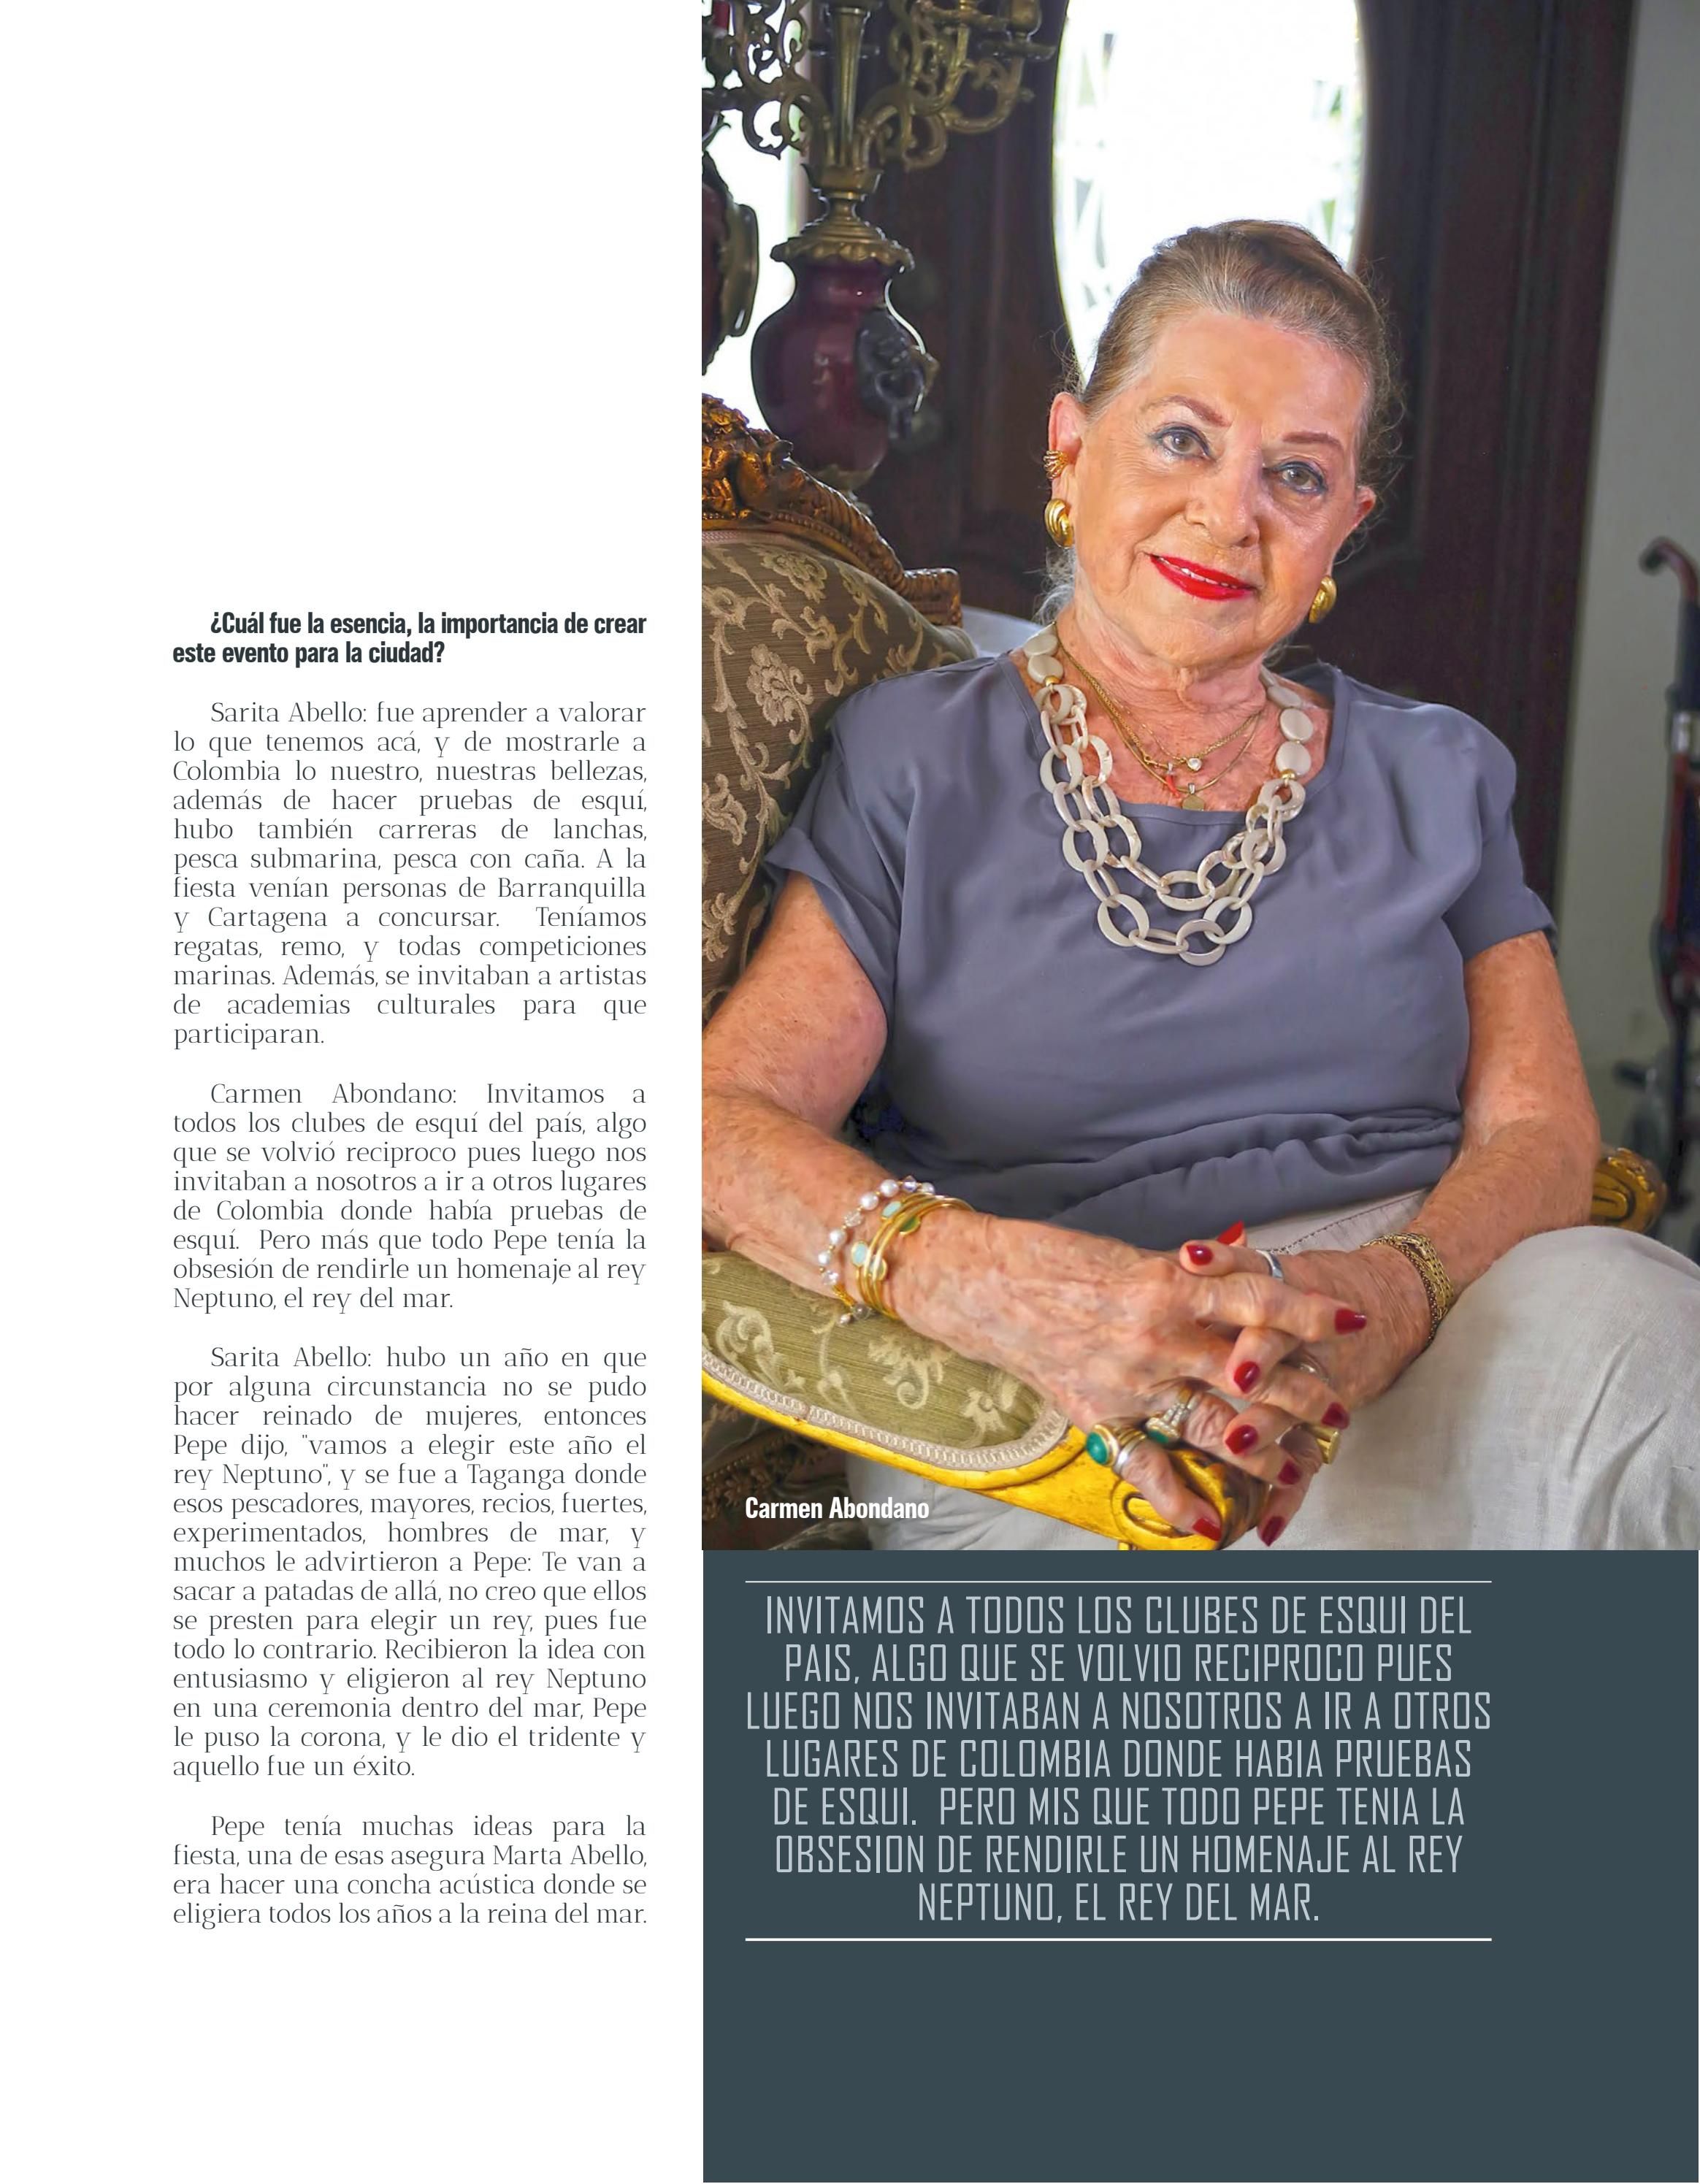 ¿Cuál fue la esencia, la importancia de crear
este evento para la ciudad?
Sarita Abello: fue aprender a valorar
lo que tenemos acá, y de mostrarle a
Colombia lo nuestro, nuestras bellezas,
además de hacer pruebas de esquí,
hubo también carreras de lanchas,
pesca submarina, pesca con caña. A la
fiesta venían personas de Barranquilla
y Cartagena a concursar. Teníamos
regatas, remo, y todas competiciones
marinas. Además, se invitaban a artistas
de academias culturales para que
participaran.
Carmen Abondano: Invitamos a
todos los clubes de esquí del país, algo
que se volvió reciproco pues luego nos
invitaban a nosotros a ir a otros lugares
de Colombia donde había pruebas de
esquí. Pero más que todo Pepe tenía la
obsesión de rendirle un homenaje al rey
Neptuno, el rey del mar.
Sarita Abello: hubo un año en que
por alguna circunstancia no se pudo
hacer reinado de mujeres, entonces
Pepe dijo, "vamos a elegir este año el
rey Neptuno", y se fue a Taganga donde
esos pescadores, mayores, recios, fuertes,
experimentados, hombres de mar, y
muchos le advirtieron a Pepe: Te van a
sacar a patadas de allá, no creo que ellos
se presten para elegir un rey, pues fue
todo lo contrario. Recibieron la idea con
entusiasmo y eligieron al rey Neptuno
en una ceremonia dentro del mar, Pepe
le puso la corona, y le dio el tridente y
aquello fue un éxito.
Pepe tenía muchas ideas para la
fiesta, una de esas asegura Marta Abello,
era hacer una concha acústica donde se
eligiera todos los años a la reina del mar.
Carmen Abondano
INVITAMOS A TODOS LOS CLUBES DE ESQUI DEL
PAIS, ALGO QUE SE VOLVIO RECIPROCO PUES
LUEGO NOS INVITABAN A NOSOTROS A IR A OTROS
LUGARES DE COLOMBIA DONDE HABIA PRUEBAS
DE ESQUI. PERO MIS QUE TODO PEPE TENIA LA
OBSESION DE RENDIRLE UN HOMENAJE AL REY
NEPTUNO, EL REY DEL MAR.